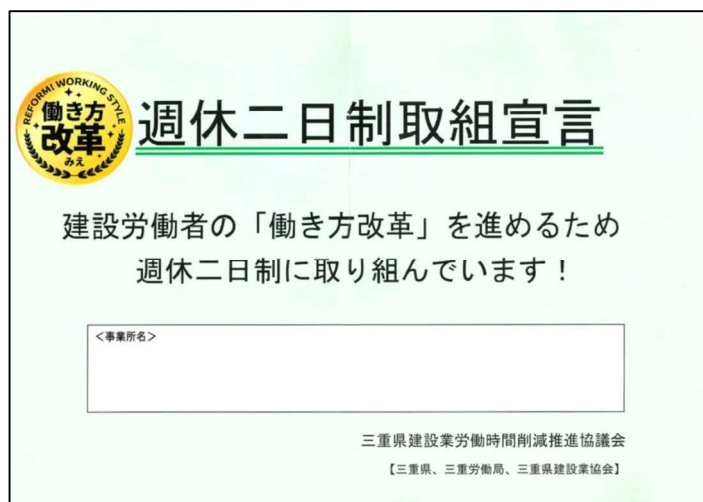 REFORM! WORKING STYLE
働き方
改革
みえ
週休二日制取組宣言
建設労働者の「働き方改革」を進めるため
週休二日制に取り組んでいます！
＜事業所名＞
三重県建設業労働時間削減推進協議会
【三重県、三重労働局、三重県建設業協会】